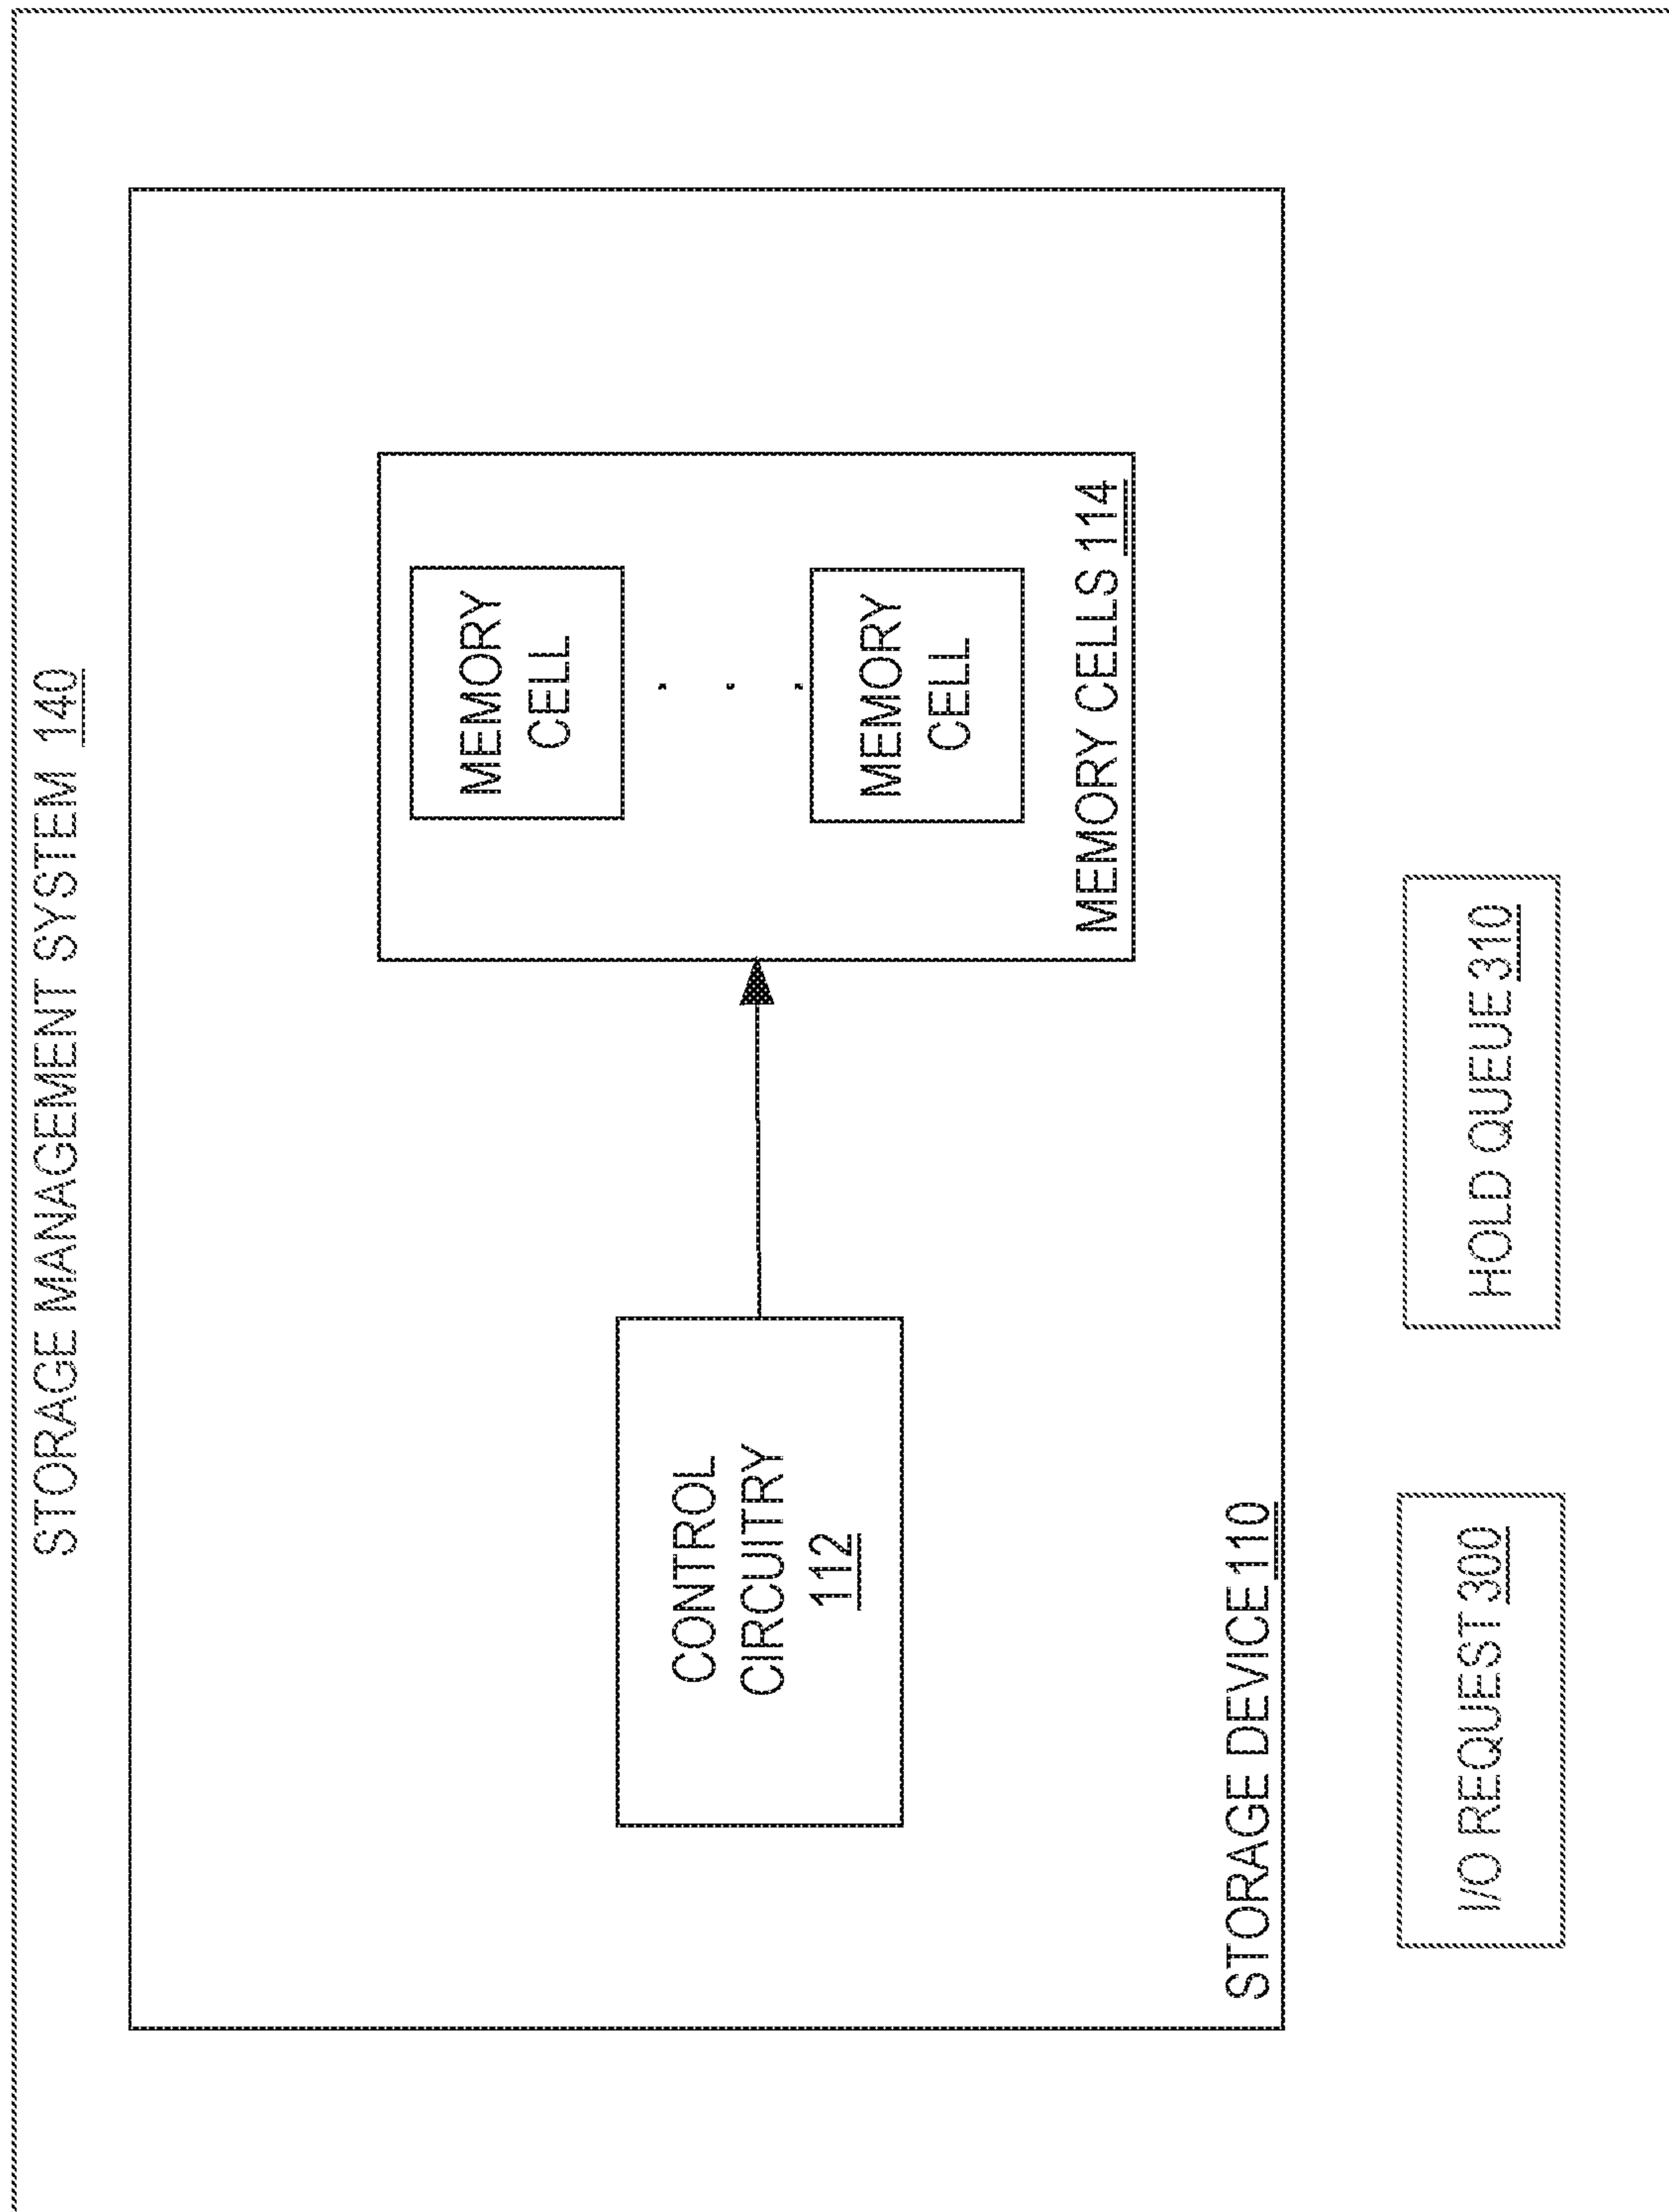 STORAGE MANAGEMENT SYSTEM 140
MEMORY
CELL
. . .
MEMORY
CELL
MEMORY CELLS 114
CONTROL
CIRCUITRY
112
STORAGE DEVICE 110
I/O REQUEST 300
HOLD QUEUE 310